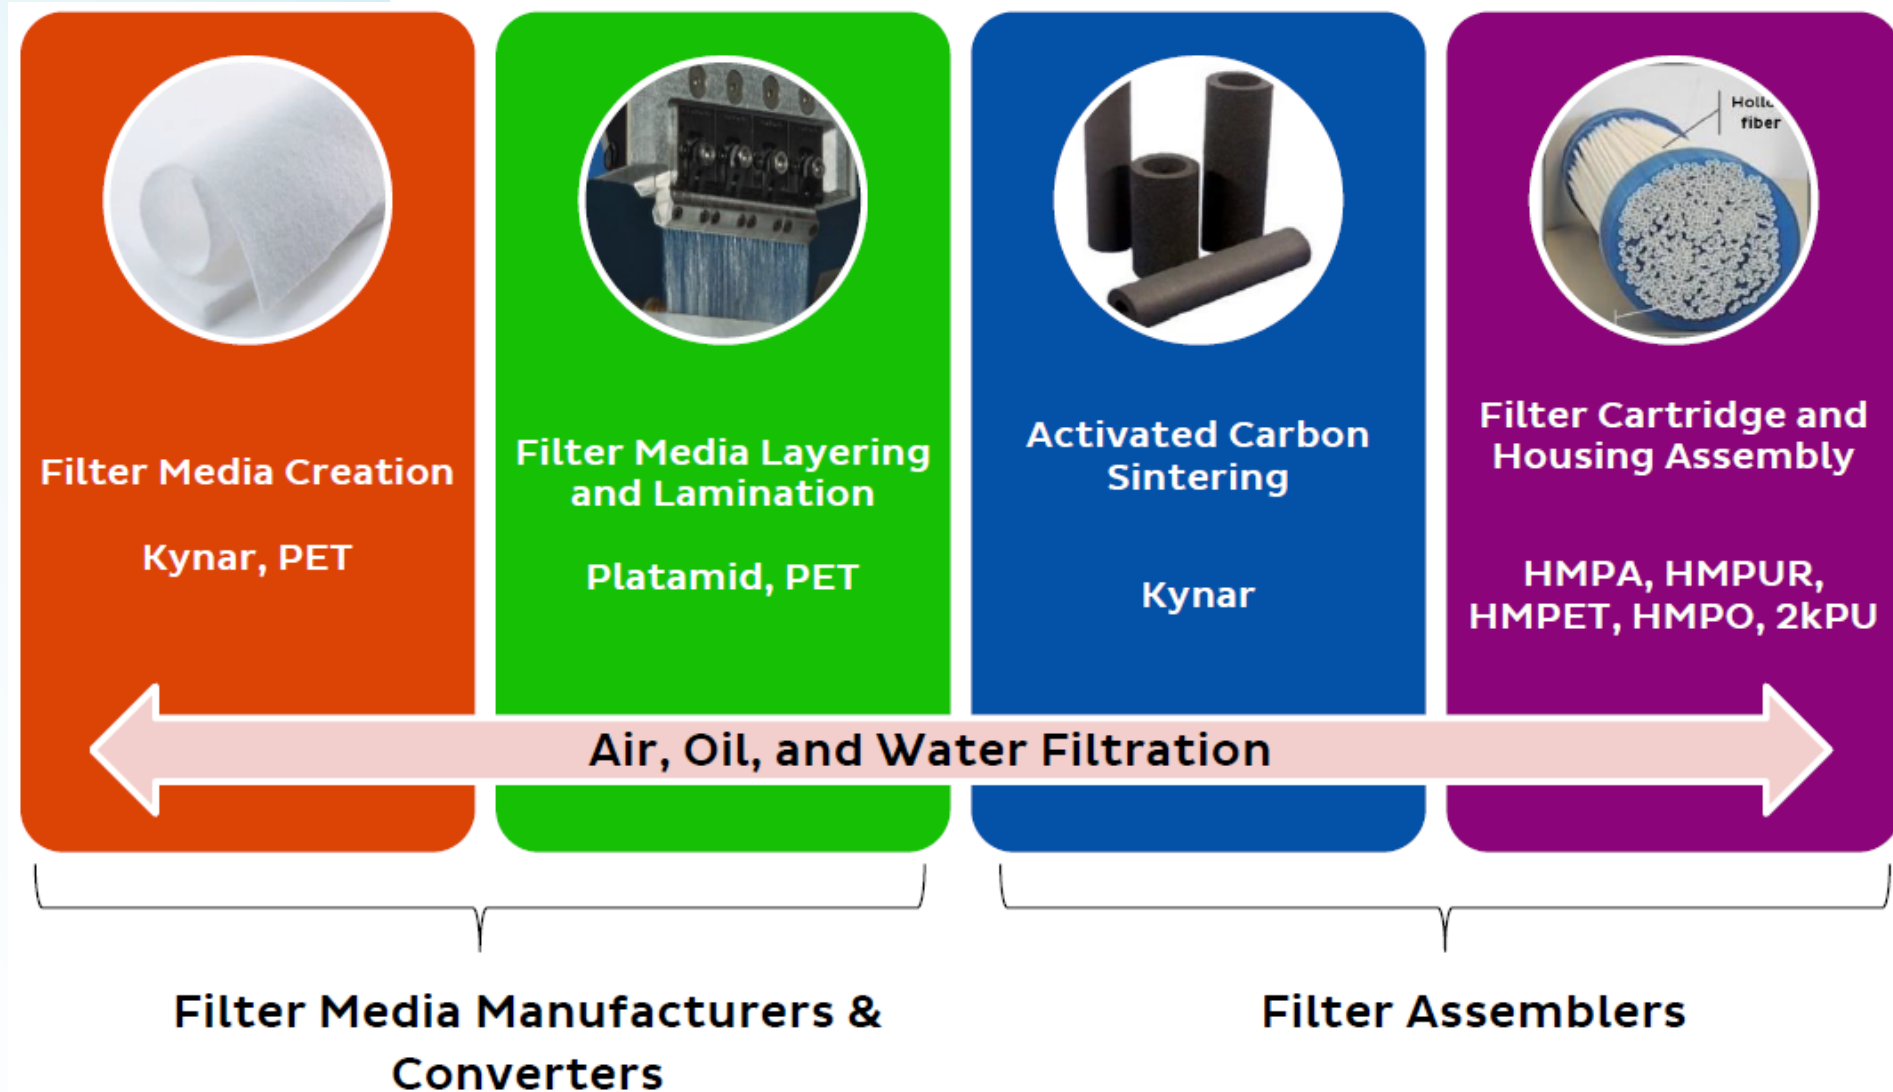 Hollo
fiber
Filter Media Creation
Kynar, PET
Filter Media Layering
and Lamination
Platamid, PET
Activated Carbon
Sintering
Kynar
Filter Cartridge and
Housing Assembly
HMPA, HMPUR,
HMPET, HMPO, 2kPU
Air, Oil, and Water Filtration
Filter Media Manufacturers &
Converters
Filter Assemblers